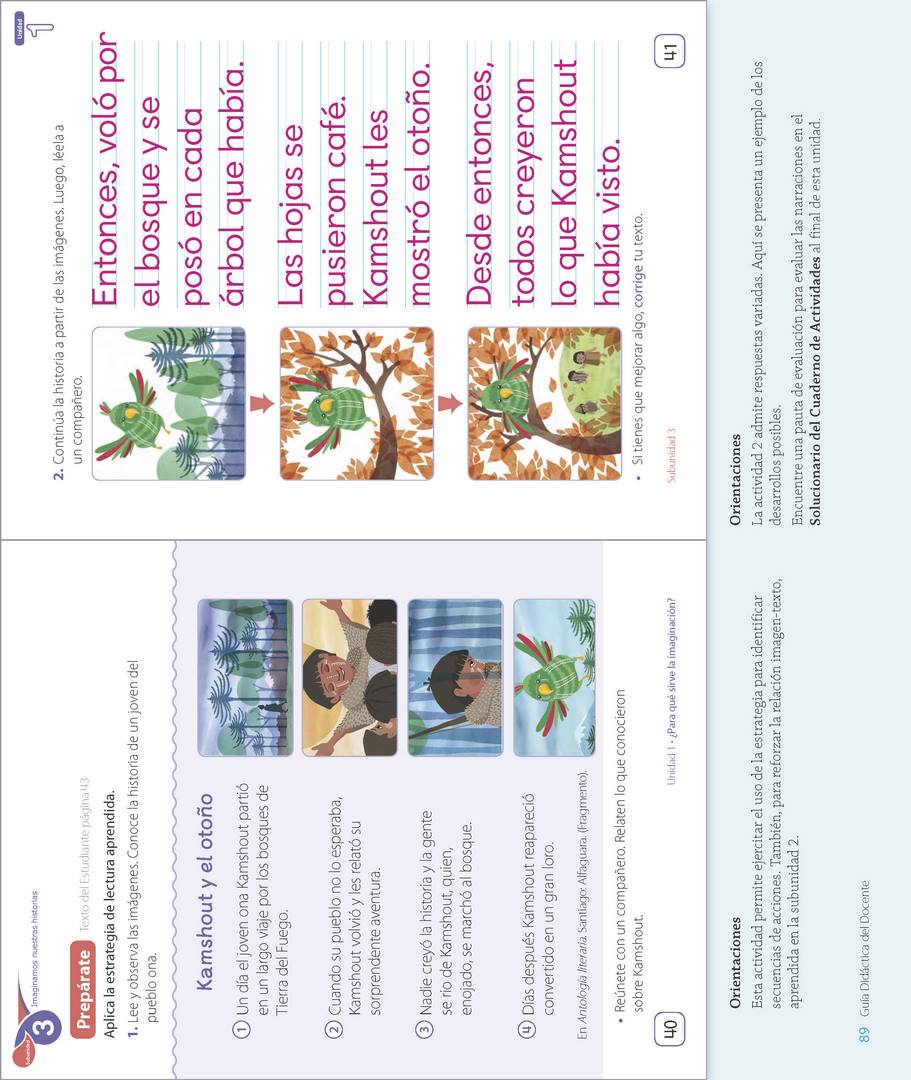 Subunidad
3
Imaginamos nuestras historias
Prepárate
Texto del Estudiante página 43
Aplica la estrategia de lectura aprendida.
1. Lee y observa las imágenes. Conoce la historia de un joven del
pueblo ona.
Kamshout y el otoño
1 Un día el joven ona Kamshout partió
en un largo viaje por los bosques de
Tierra del Fuego.
2 Cuando su pueblo no lo esperaba,
Kamshout volvió y les relató su
sorprendente aventura.
3 Nadie creyó la historia y la gente
se rio de Kamshout, quien,
enojado, se marchó al bosque.
4 Días después Kamshout reapareció
convertido en un gran loro.
En Antología literaria. Santiago: Alfaguara. (Fragmento).
• Reúnete con un compañero. Relaten lo que conocieron
sobre Kamshout.
40
Unidad 1 • ¿Para qué sirve la imaginación?
Unidad
1
2. Continúa la historia a partir de las imágenes. Luego, léela a
un compañero.
Entonces, voló por
el bosque y se
posó en cada
árbol que había.
Las hojas se
pusieron café.
Kamshout les
mostró el otoño.
Desde entonces,
todos creyeron
lo que Kamshout
había visto.
• Si tienes que mejorar algo, corrige tu texto.
Subunidad 3
41
Orientaciones
Esta actividad permite ejercitar el uso de la estrategia para identificar
secuencias de acciones. También, para reforzar la relación imagen-texto,
aprendida en la subunidad 2.
Orientaciones
La actividad 2 admite respuestas variadas. Aquí se presenta un ejemplo de los
desarrollos posibles.
Encuentre una pauta de evaluación para evaluar las narraciones en el
Solucionario del Cuaderno de Actividades al final de esta unidad.
89 Guía Didáctica del Docente